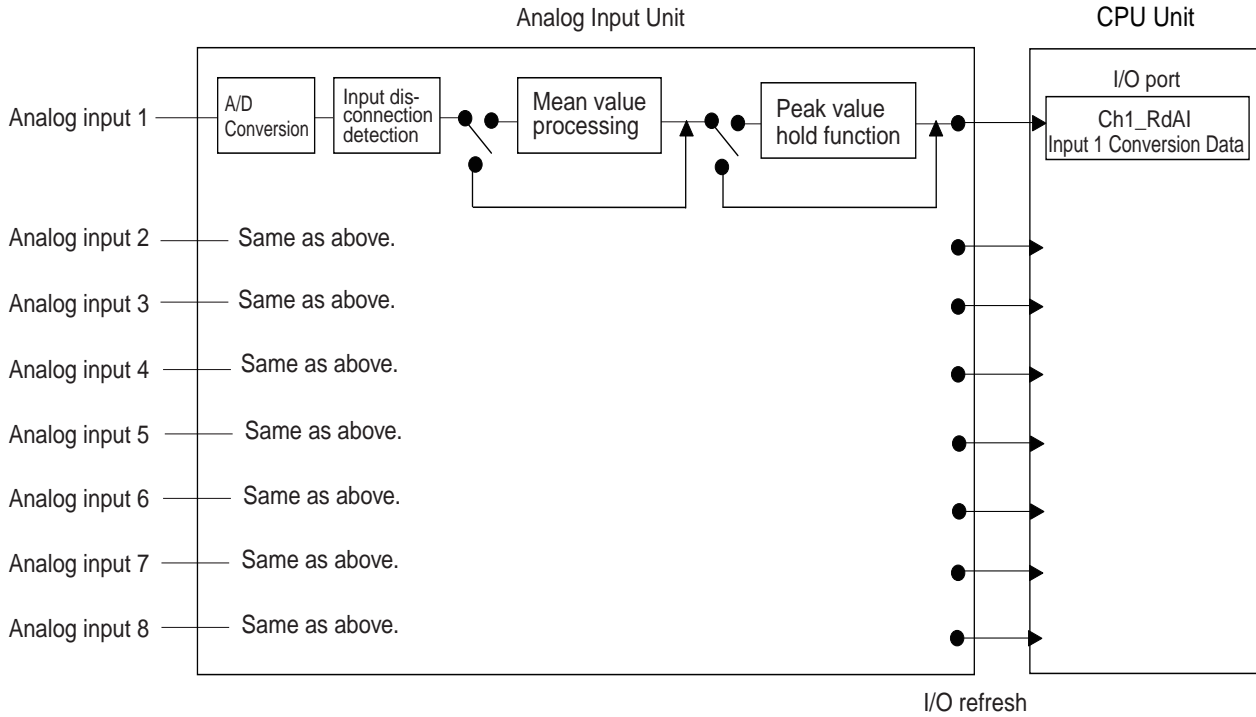 Analog Input Unit
CPU Unit
Analog input 1
A/D
Conversion
Input dis-
connection
detection
Mean value
processing
Peak value
hold function
I/O port
Ch1_RdAI
Input 1 Conversion Data
Analog input 2
Same as above.
Analog input 3
Same as above.
Analog input 4
Same as above.
Analog input 5
Same as above.
Analog input 6
Same as above.
Analog input 7
Same as above.
Analog input 8
Same as above.
I/O refresh